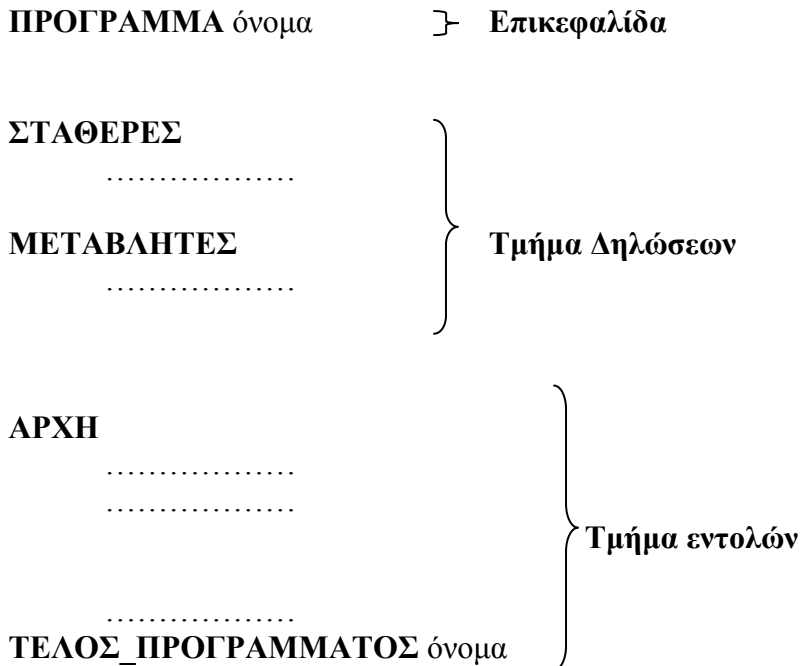 ΠΡΟΓΡΑΜΜΑ όνομα Επικεφαλίδα
ΣΤΑΘΕΡΕΣ
………………
ΜΕΤΑΒΛΗΤΕΣ Τμήμα Δηλώσεων
………………
ΑΡΧΗ
………………
………………
Τμήμα εντολών
………………
ΤΕΛΟΣ_ΠΡΟΓΡΑΜΜΑΤΟΣ όνομα